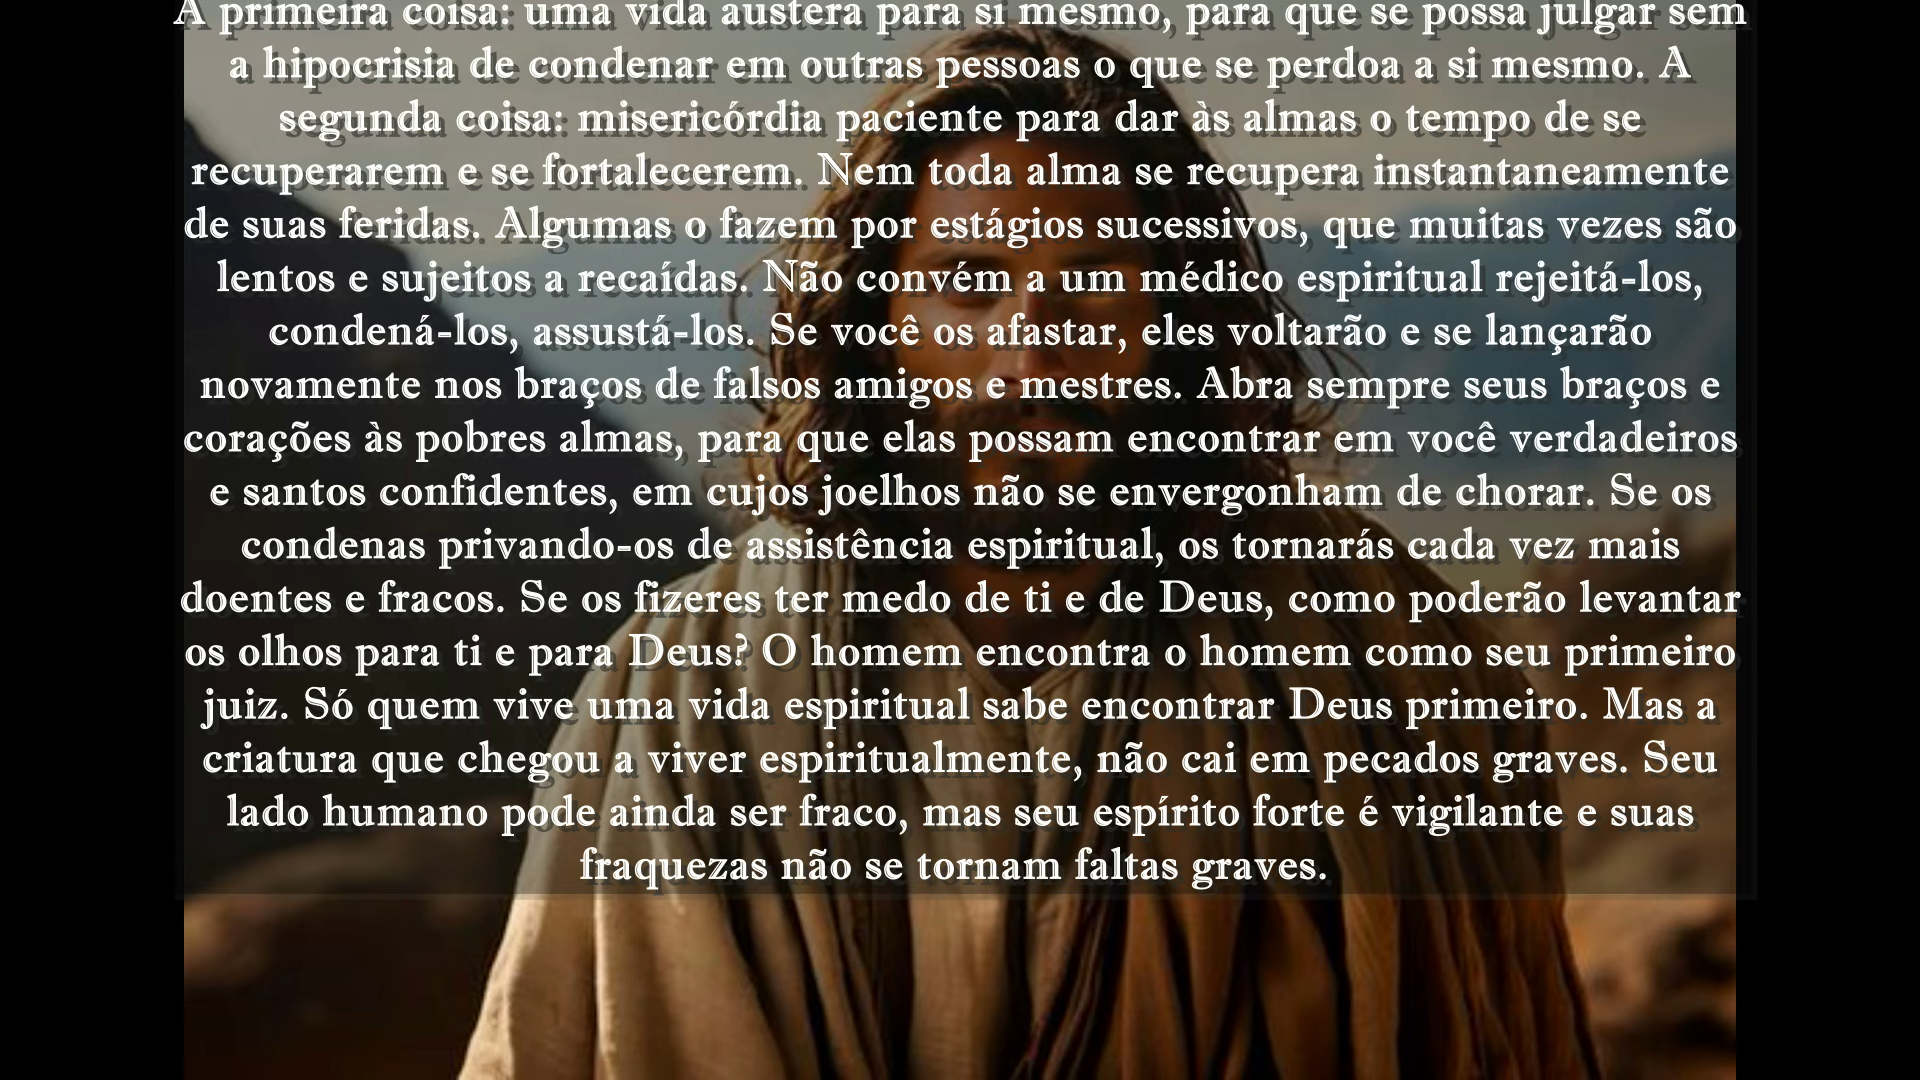 A primeira coisa: uma vida austera para si mesmo, para que se possa julgar sem
a hipocrisia de condenar em outras pessoas o que se perdoa a si mesmo. A
segunda coisa: misericórdia paciente para dar às almas o tempo de se
recuperarem e se fortalecerem. Nem toda alma se recupera instantaneamente
de suas feridas. Algumas o fazem por estágios sucessivos, que muitas vezes são
lentos e sujeitos a recaídas. Não convém a um médico espiritual rejeitá-los,
condená-los, assustá-los. Se você os afastar, eles voltarão e se lançarão
novamente nos braços de falsos amigos e mestres. Abra sempre seus braços e
corações às pobres almas, para que elas possam encontrar em você verdadeiros
e santos confidentes, em cujos joelhos não se envergonham de chorar. Se os
condenas privando-os de assistência espiritual, os tornarás cada vez mais
doentes e fracos. Se os fizeres ter medo de ti e de Deus, como poderão levantar
os olhos para ti e para Deus? O homem encontra o homem como seu primeiro
juiz. Só quem vive uma vida espiritual sabe encontrar Deus primeiro. Mas a
criatura que chegou a viver espiritualmente, não cai em pecados graves. Seu
lado humano pode ainda ser fraco, mas seu espírito forte é vigilante e suas
fraquezas não se tornam faltas graves.